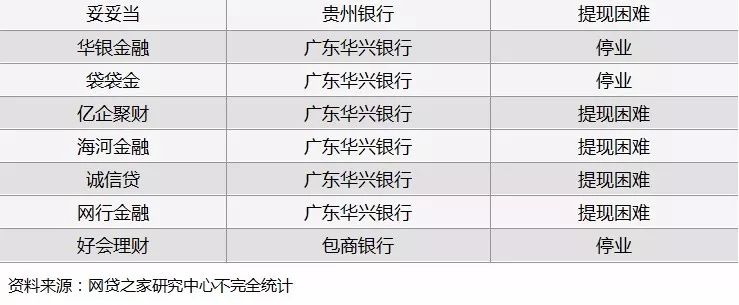 妥妥当 贵州银行 提现困难
华银金融 广东华兴银行 停业
袋袋金 广东华兴银行 停业
亿企聚财 广东华兴银行 提现困难
海河金融 广东华兴银行 提现困难
诚信贷 广东华兴银行 提现困难
网行金融 广东华兴银行 提现困难
好会理财 包商银行 停业
资料来源：网贷之家研究中心不完全统计